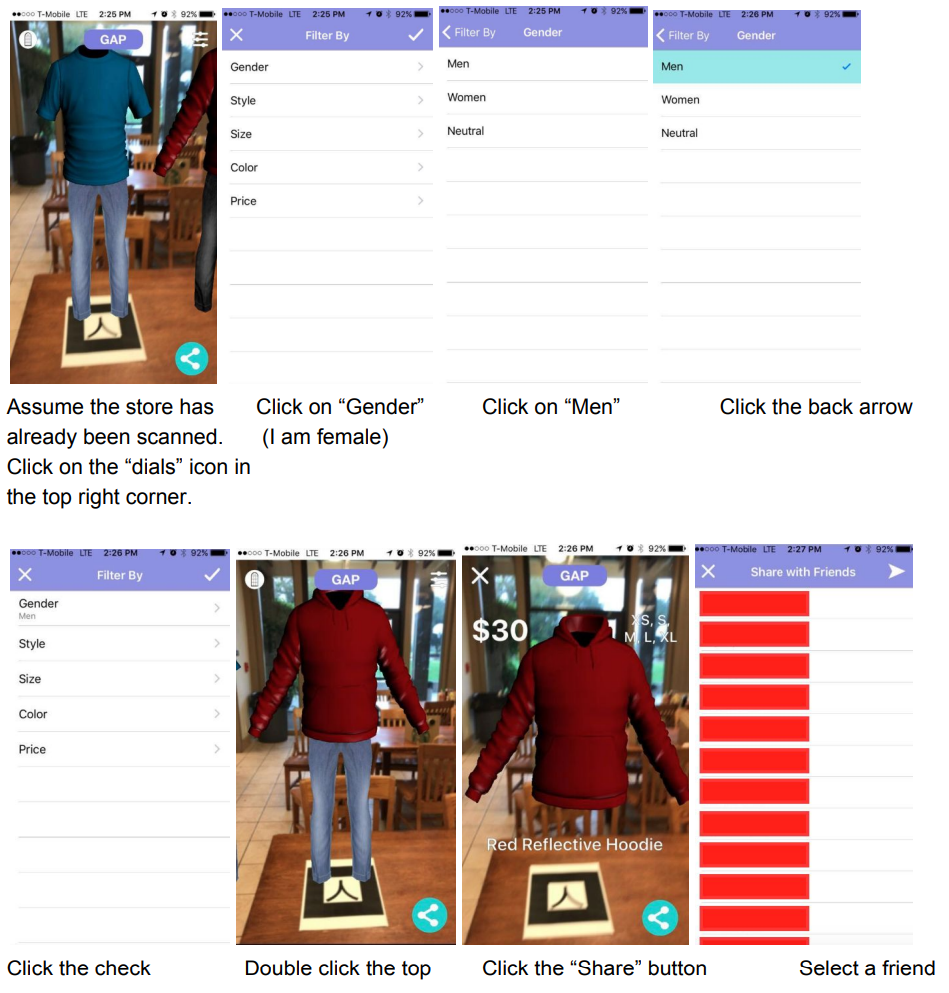 ●●○○○ T-Mobile LTE 2:25 PM 92%
GAP
●●○○○ T-Mobile LTE 2:25 PM 92%
Filter By
Gender
Style
Size
Color
Price
●●○○○ T-Mobile LTE 2:25 PM 92%
Filter By Gender
Men
Women
Neutral
●●○○○ T-Mobile LTE 2:26 PM 92%
Filter By Gender
Men
Women
Neutral
Assume the store has
already been scanned.
Click on the “dials” icon in
the top right corner.
Click on “Gender”
(I am female)
Click on “Men”
Click the back arrow
●●○○○ T-Mobile LTE 2:26 PM 92%
Filter By
Gender
Men
Style
Size
Color
Price
●●○○○ T-Mobile LTE 2:26 PM 92%
GAP
●●○○○ T-Mobile LTE 2:26 PM 92%
GAP
$30
XS, S,
M, L, XL
Red Reflective Hoodie
●●○○○ T-Mobile LTE 2:27 PM 92%
Share with Friends
Click the check
Double click the top
Click the “Share” button
Select a friend